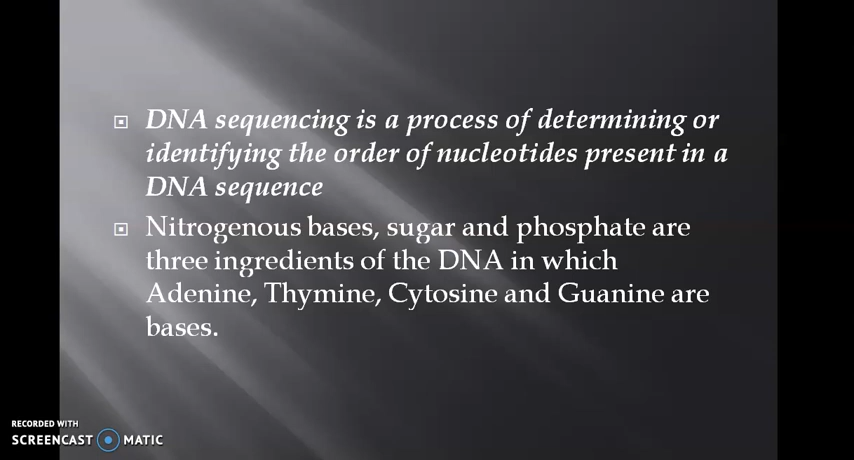 DNA sequencing is a process of determining or
identifying the order of nucleotides present in a
DNA sequence
Nitrogenous bases, sugar and phosphate are
three ingredients of the DNA in which
Adenine, Thymine, Cytosine and Guanine are
bases.
RECORDED WITH
SCREENCAST MATIC